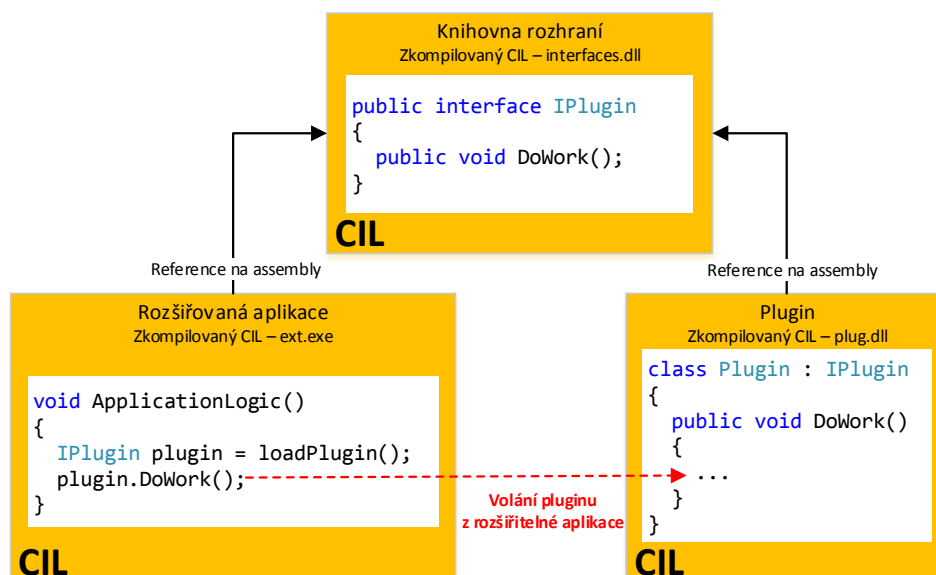 Knihovna rozhraní
Zkompilovaný CIL – interfaces.dll
public interface IPlugin
{
public void DoWork();
}
CIL
Reference na assembly
Reference na assembly
Rozšiřovaná aplikace
Zkompilovaný CIL – ext.exe
void ApplicationLogic()
{
IPlugin plugin = loadPlugin();
plugin.DoWork();
}
CIL
Volání pluginu
z rozšiřitelné aplikace
Plugin
Zkompilovaný CIL – plug.dll
class Plugin : IPlugin
{
public void DoWork()
{
...
}
}
CIL